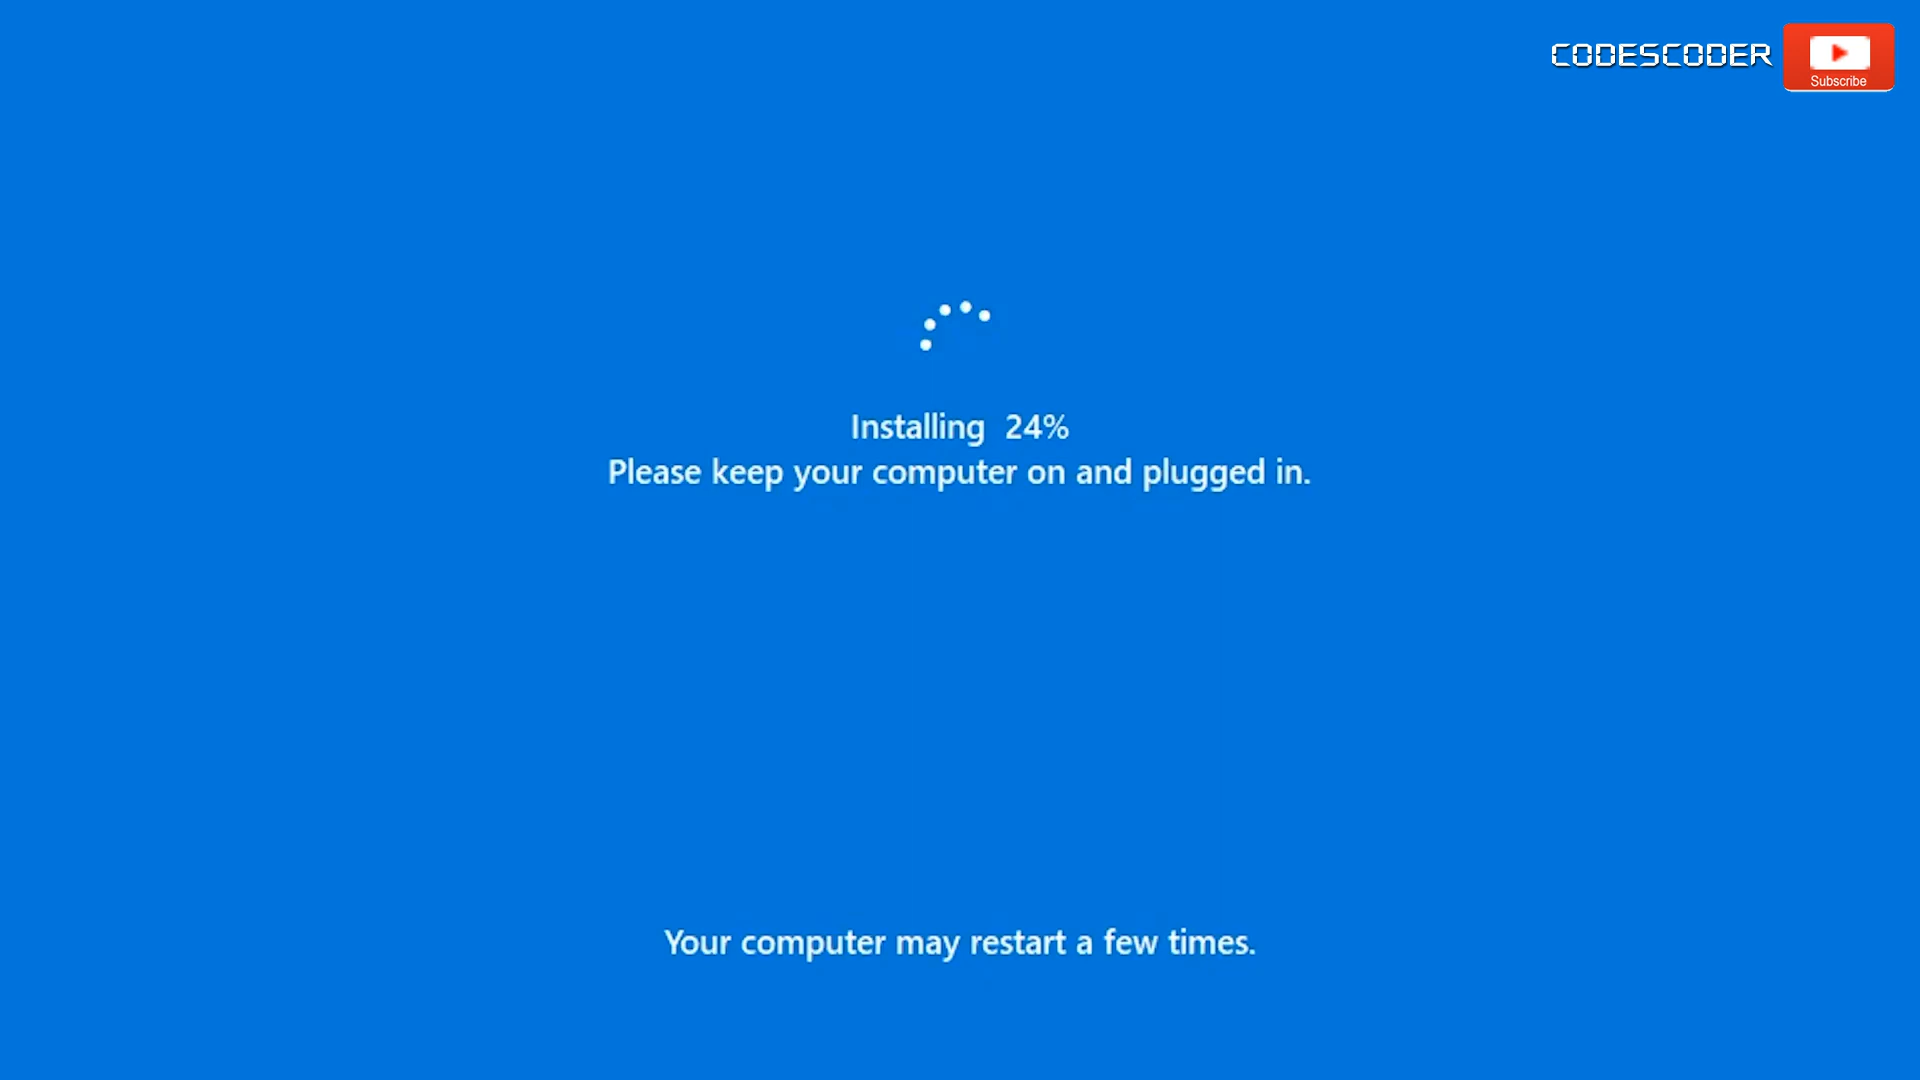 CODESCODER
Subscribe
Installing 24%
Please keep your computer on and plugged in.
Your computer may restart a few times.